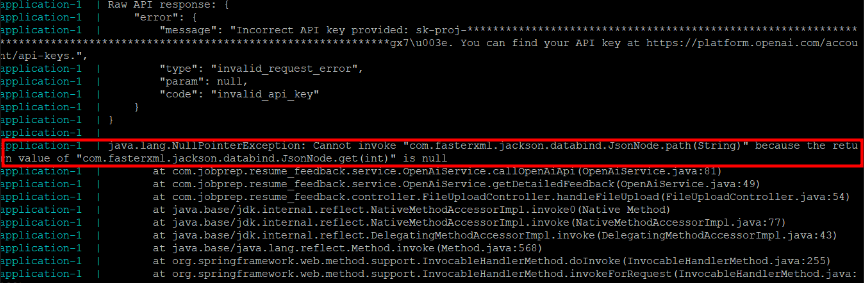 application-1  | Raw API response: {
application-1  |     "error": {
application-1  |         "message": "Incorrect API key provided: sk-proj-********************************************************
********************************************************gx7\u003e. You can find your API key at https://platform.openai.com/accou
nt/api-keys.",
application-1  |         "type": "invalid_request_error",
application-1  |         "param": null,
application-1  |         "code": "invalid_api_key"
application-1  |     }
application-1  | }
application-1  |
application-1  | java.lang.NullPointerException: Cannot invoke "com.fasterxml.jackson.databind.JsonNode.path(String)" because the retu
rn value of "com.fasterxml.jackson.databind.JsonNode.get(int)" is null
application-1  |        at com.jobprep.resume_feedback.service.OpenAiService.callOpenAiApi(OpenAiService.java:81)
application-1  |        at com.jobprep.resume_feedback.service.OpenAiService.getDetailedFeedback(OpenAiService.java:49)
application-1  |        at com.jobprep.resume_feedback.controller.FileUploadController.handleFileUpload(FileUploadController.java:54)
application-1  |        at java.base/jdk.internal.reflect.NativeMethodAccessorImpl.invoke0(Native Method)
application-1  |        at java.base/jdk.internal.reflect.NativeMethodAccessorImpl.invoke(NativeMethodAccessorImpl.java:77)
application-1  |        at java.base/jdk.internal.reflect.DelegatingMethodAccessorImpl.invoke(DelegatingMethodAccessorImpl.java:43)
application-1  |        at java.base/java.lang.reflect.Method.invoke(Method.java:568)
application-1  |        at org.springframework.web.method.support.InvocableHandlerMethod.doInvoke(InvocableHandlerMethod.java:255)
application-1  |        at org.springframework.web.method.support.InvocableHandlerMethod.invokeForRequest(InvocableHandlerMethod.java: